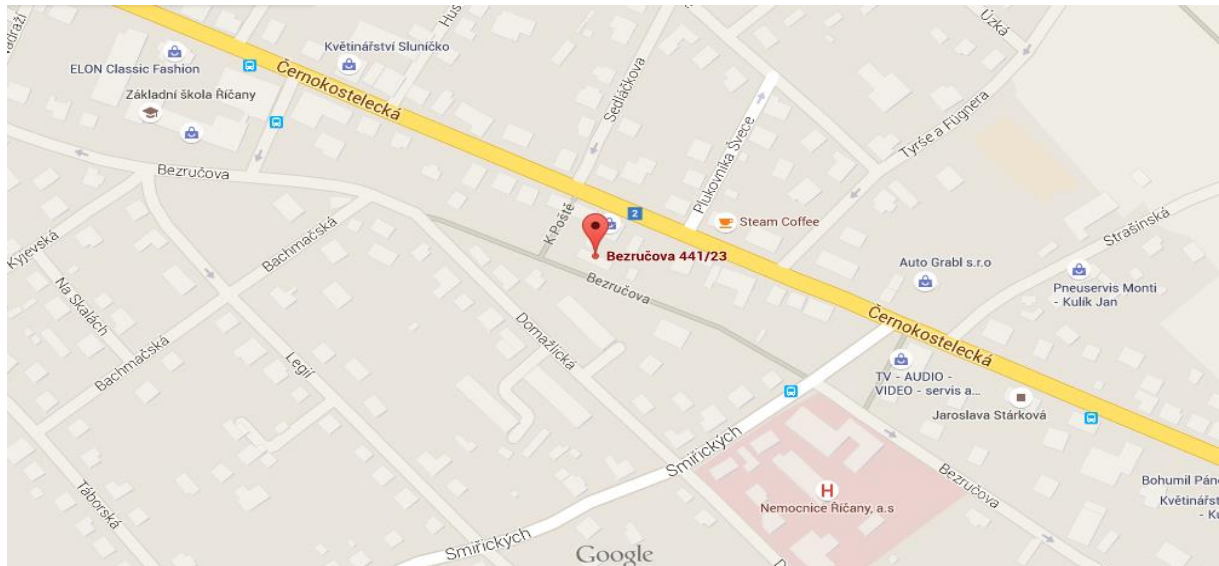 Úzká
Květinářství Sluníčko
ELON Classic Fashion
Černokostelecká
Základní škola Říčany
Sedláčkova
Plukovníka Švece
Tyrše a Fügnera
Bezručova
K Poště
2
Steam Coffee
Strašinská
Kyjevská
Bachmačská
Bezručova 441/23
Auto Grabl s.r.o
Pneuservis Monti
- Kulík Jan
Na Skalách
Bezručova
Černokostelecká
Domažlická
Bachmačská
Legií
TV - AUDIO -
VIDEO - servis a...
Jaroslava Stárková
Smiřických
Bezručova
H
Nemocnice Říčany, a.s
Táborská
Smiřických
Google